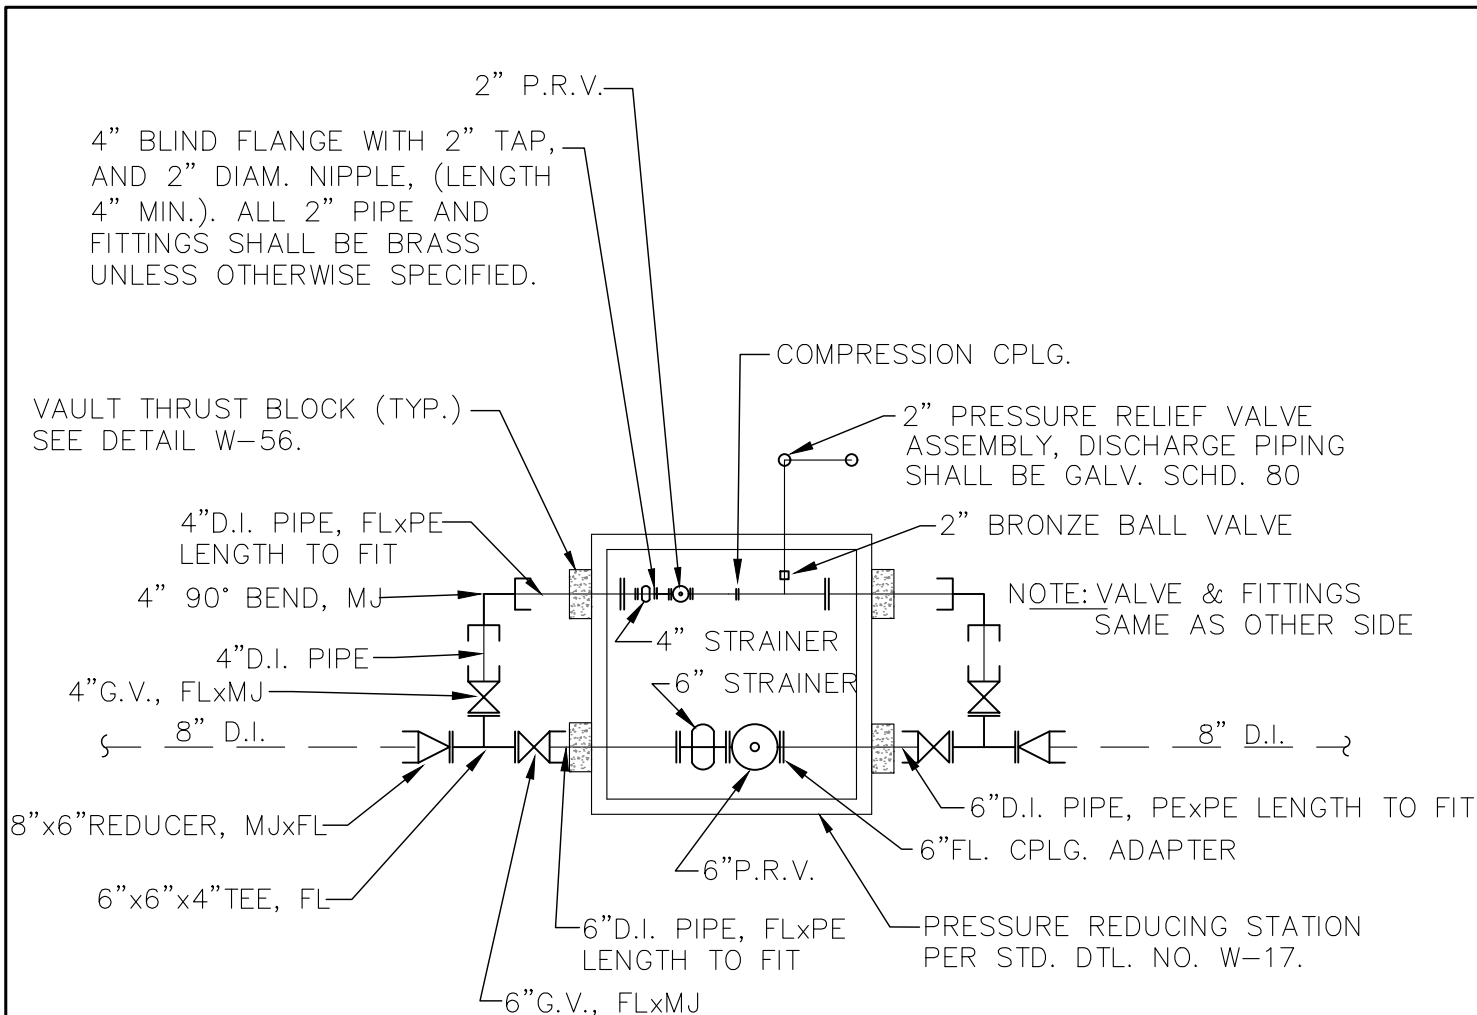 2” P.R.V.
4” BLIND FLANGE WITH 2” TAP,
AND 2” DIAM. NIPPLE, (LENGTH
4” MIN.). ALL 2” PIPE AND
FITTINGS SHALL BE BRASS
UNLESS OTHERWISE SPECIFIED.
COMPRESSION CPLG.
VAULT THRUST BLOCK (TYP.)
SEE DETAIL W–56.
2” PRESSURE RELIEF VALVE
ASSEMBLY, DISCHARGE PIPING
SHALL BE GALV. SCHD. 80
4”D.I. PIPE, FLxPE
LENGTH TO FIT
2” BRONZE BALL VALVE
4” 90° BEND, MJ
NOTE: VALVE & FITTINGS
SAME AS OTHER SIDE
4” STRAINER
4”D.I. PIPE
6” STRAINER
4”G.V., FLxMJ
8” D.I.
8” D.I.
6”D.I. PIPE, PExPE LENGTH TO FIT
8”x6”REDUCER, MJxFL
6”FL. CPLG. ADAPTER
6”P.R.V.
6”x6”x4”TEE, FL
6”D.I. PIPE, FLxPE
LENGTH TO FIT
PRESSURE REDUCING STATION
PER STD. DTL. NO. W–17.
6”G.V., FLxMJ